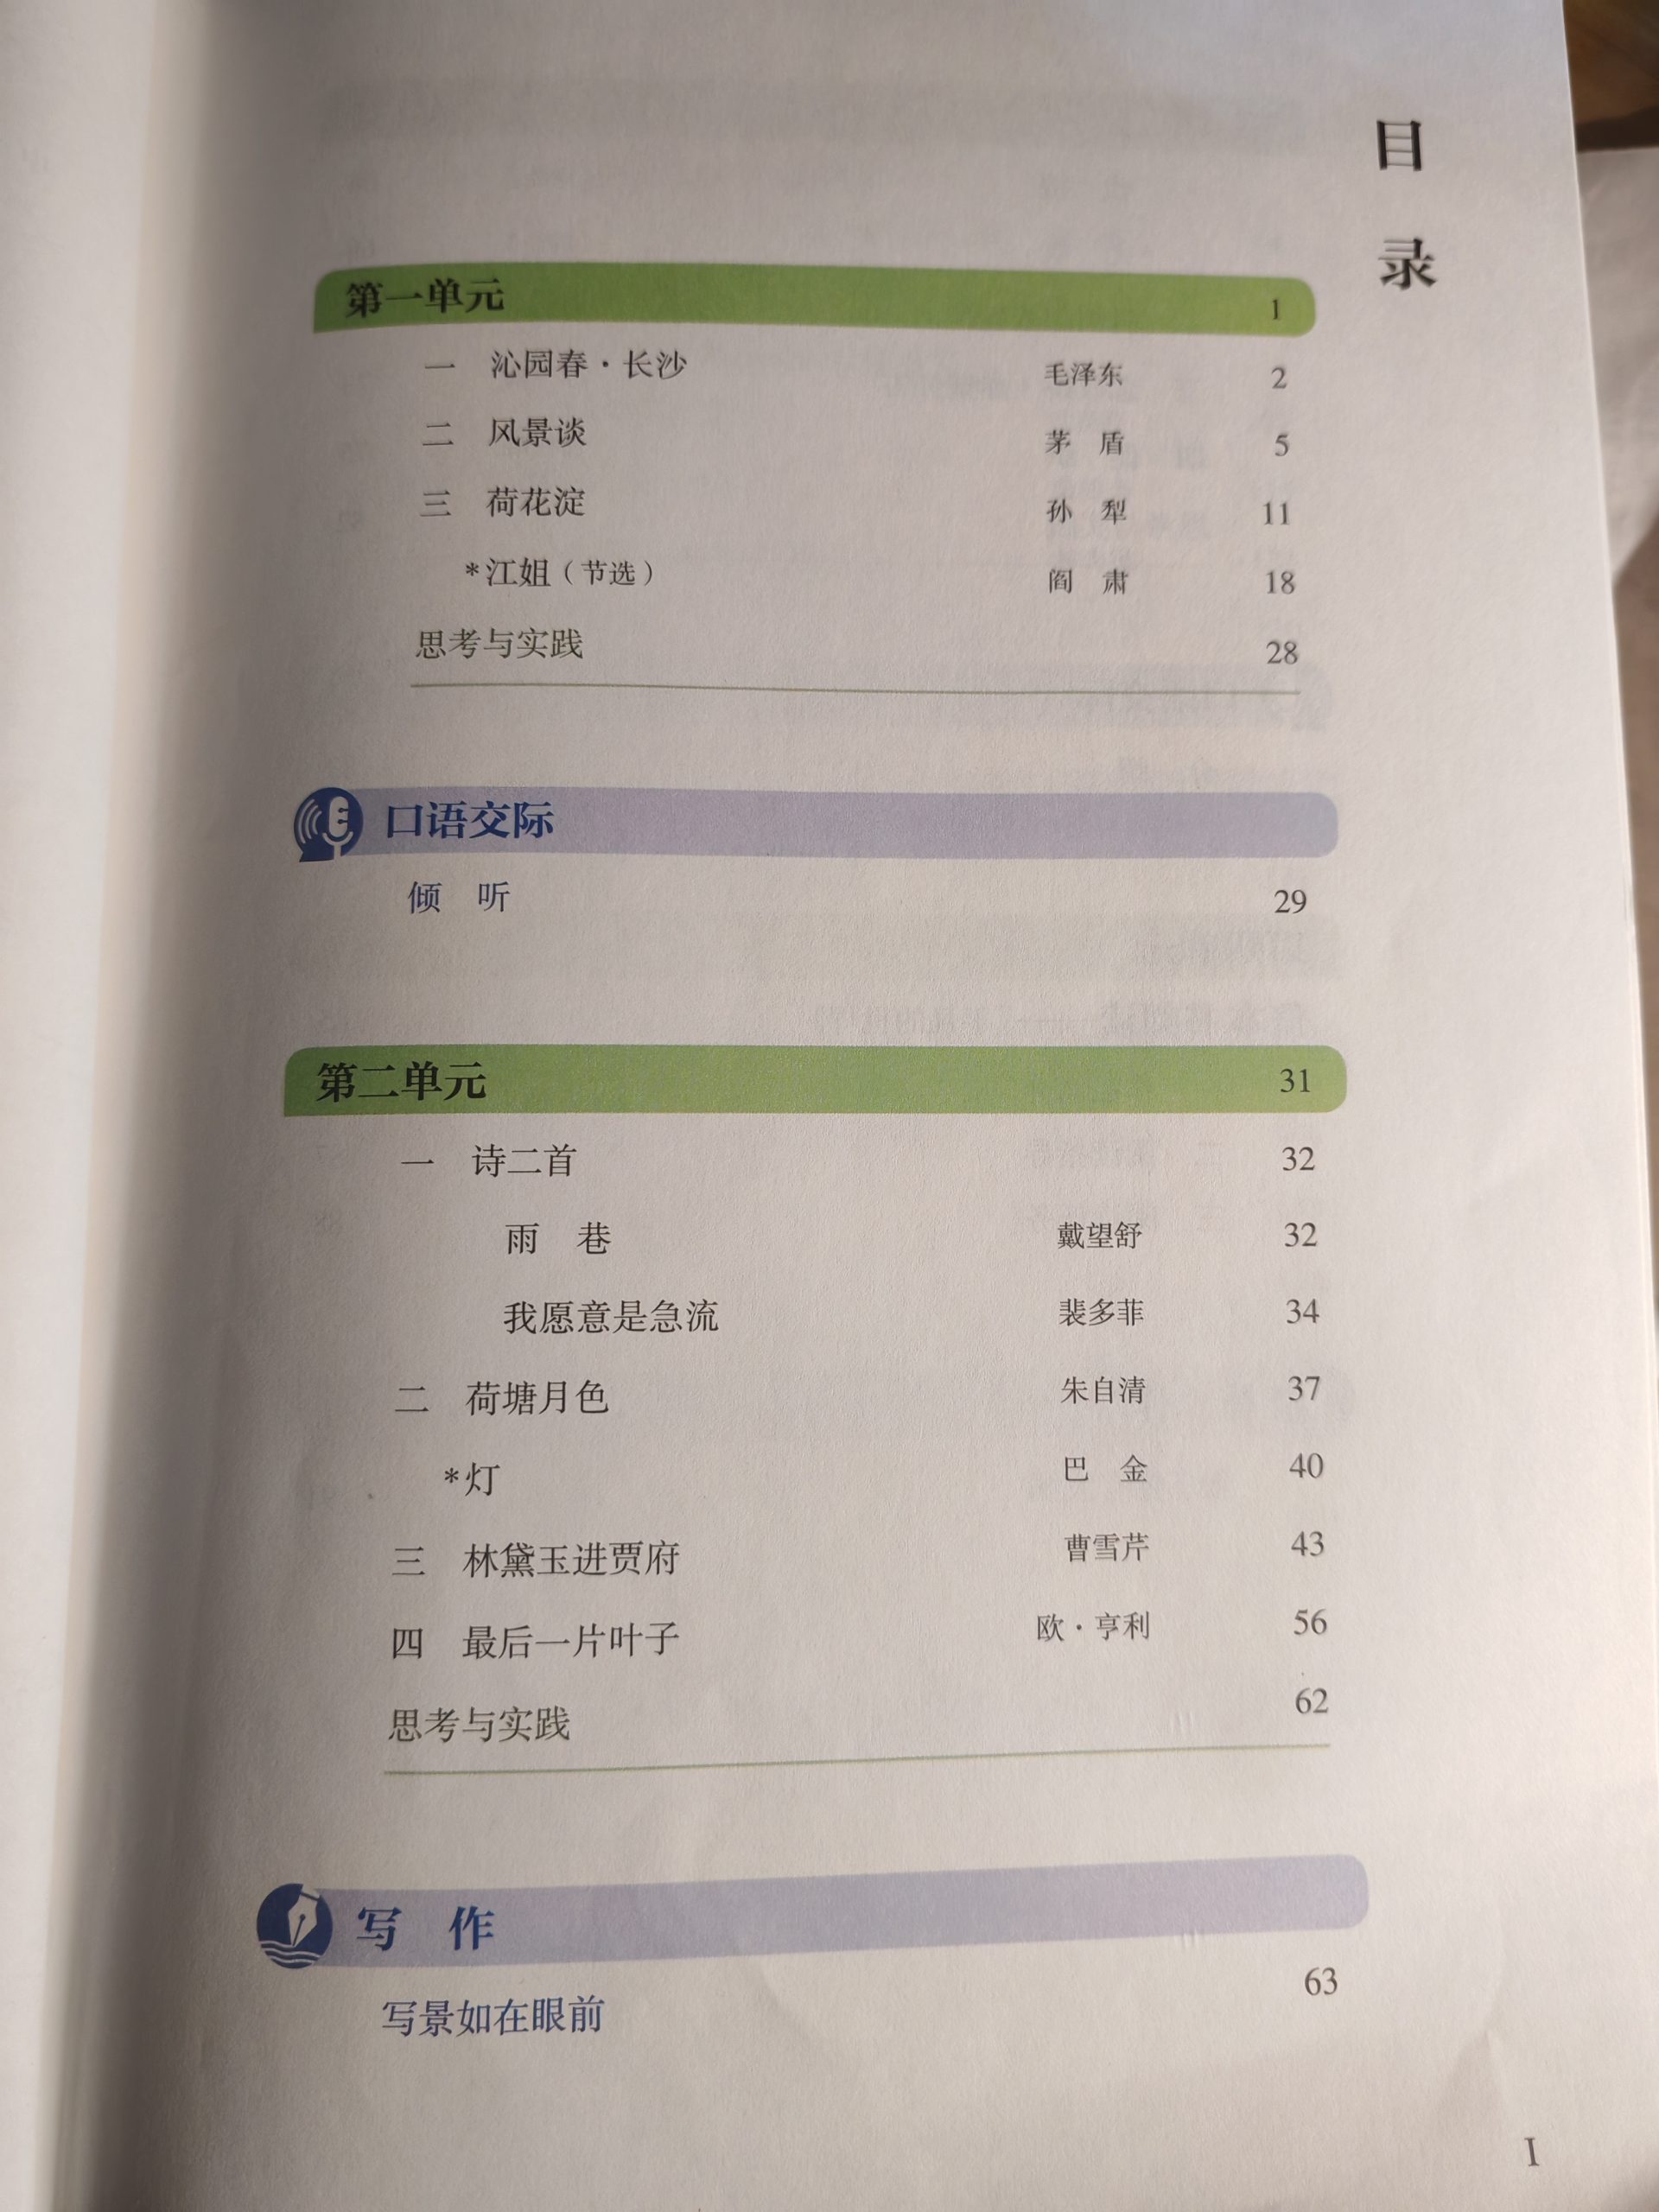 目录
第一单元 1
一 沁园春·长沙 毛泽东 2
二 风景谈 茅 盾 5
三 荷花淀 孙 犁 11
*江姐（节选） 阎 肃 18
思考与实践 28
口语交际
倾 听 29
第二单元 31
一 诗二首 32
雨 巷 戴望舒 32
我愿意是急流 裴多菲 34
二 荷塘月色 朱自清 37
*灯 巴 金 40
三 林黛玉进贾府 曹雪芹 43
四 最后一片叶子 欧·亨利 56
思考与实践 62
写 作
写景如在眼前 63
I